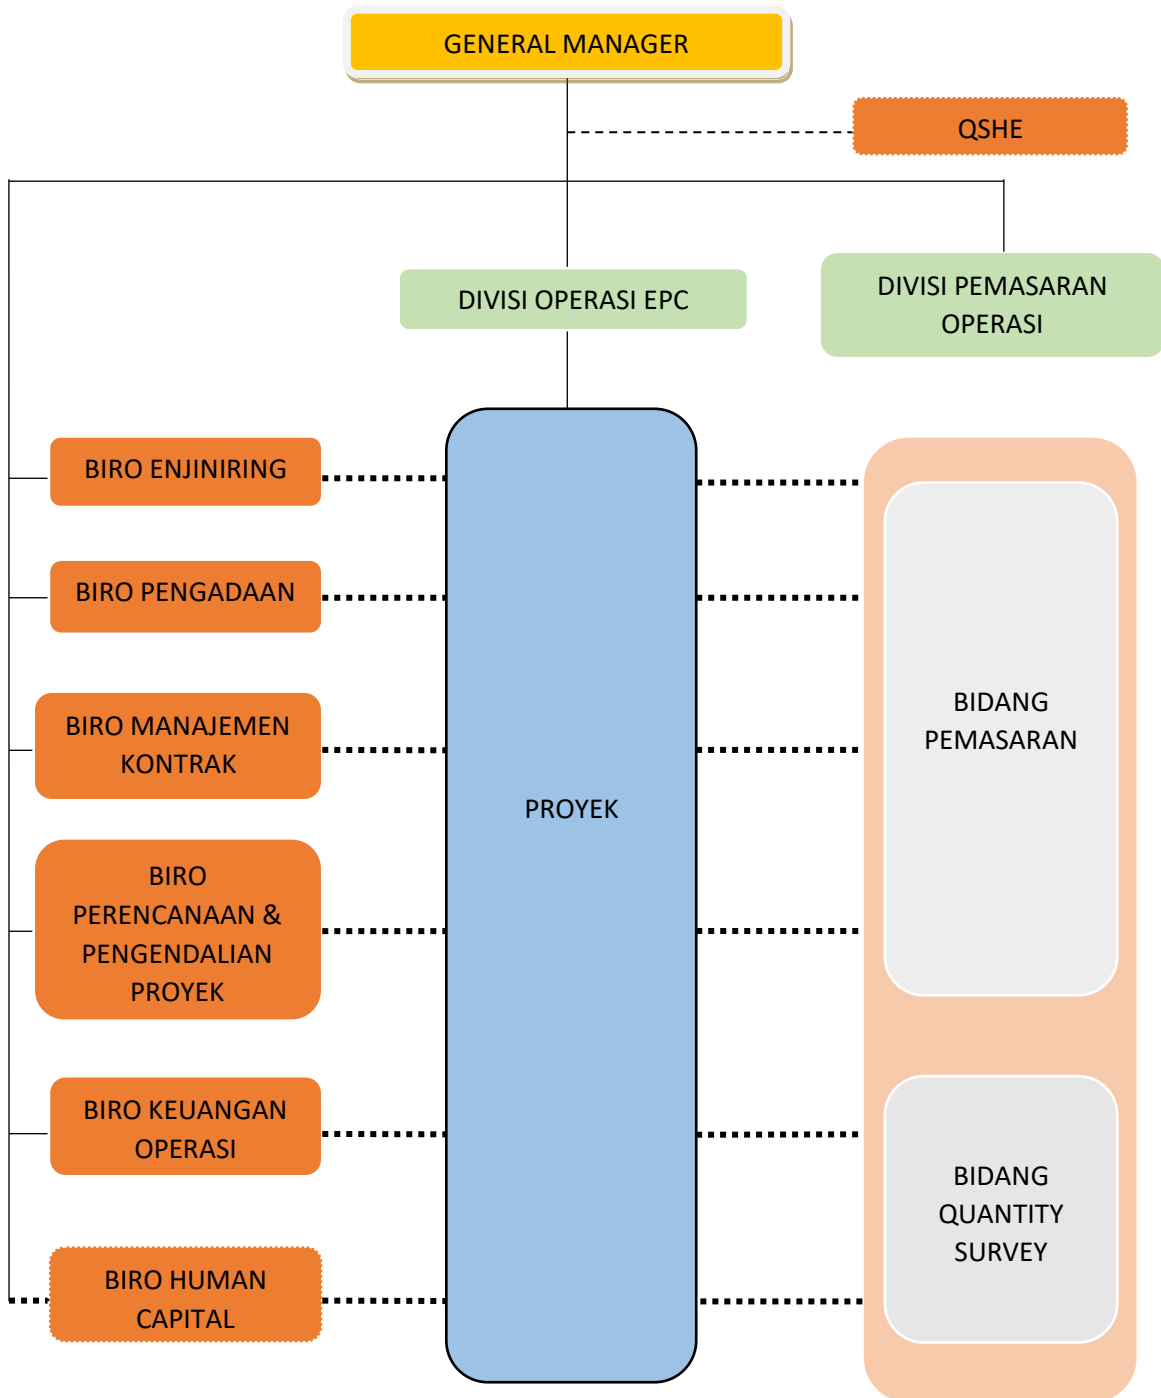 GENERAL MANAGER
QSHE
DIVISI OPERASI EPC
DIVISI PEMASARAN
OPERASI
BIRO ENJINIRING
BIRO PENGADAAN
BIRO MANAJEMEN
KONTRAK
BIRO
PERENCANAAN &
PENGENDALIAN
PROYEK
BIRO KEUANGAN
OPERASI
BIRO HUMAN
CAPITAL
PROYEK
BIDANG
PEMASARAN
BIDANG
QUANTITY
SURVEY